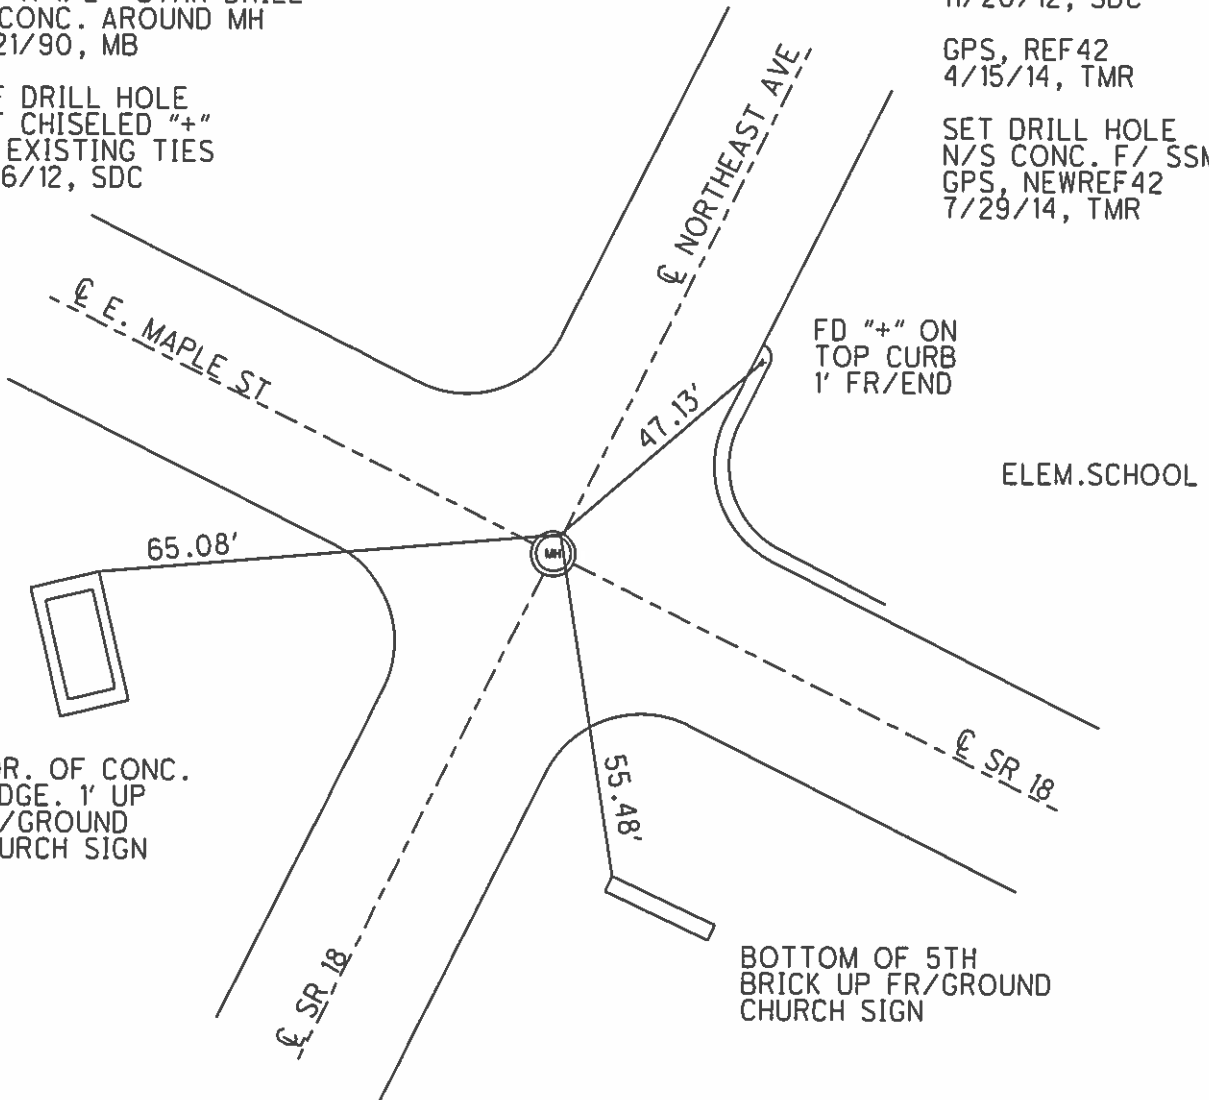 CONC. AROUND MH
21/90, MB
DRILL HOLE
CHISELED "+"
EXISTING TIES
6/12, SDC
GPS, REF42
4/15/14, TMR
SET DRILL HOLE
N/S CONC. F/ SSM
GPS, NEWREF42
7/29/14, TMR
℄ NORTHEAST AVE
℄ E. MAPLE ST
FD "+" ON
TOP CURB
1' FR/END
47.13'
ELEM.SCHOOL
65.08'
MH
55.48'
℄ SR 18
R. OF CONC.
DGE. 1' UP
/GROUND
URCH SIGN
℄ SR 18
BOTTOM OF 5TH
BRICK UP FR/GROUND
CHURCH SIGN